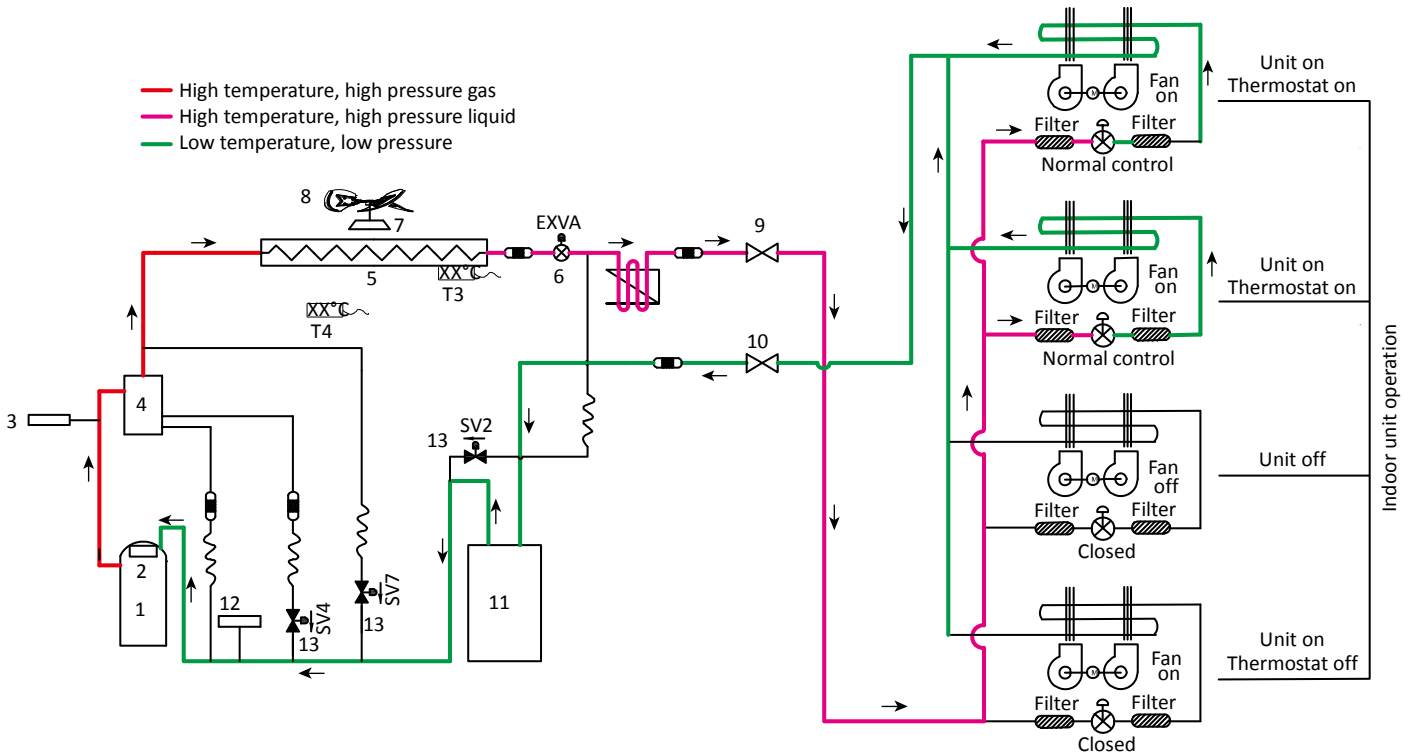 High temperature, high pressure gas
High temperature, high pressure liquid
Low temperature, low pressure
8
7
EXVA
9
5
6
XX°C
T3
XX°C
T4
10
3
4
13
SV2
2
1
12
SV4
13
SV7
13
11
M
Fan
on
Filter
Filter
Normal control
Unit on
Thermostat on
M
Fan
on
Filter
Filter
Normal control
Unit on
Thermostat on
M
Fan
off
Filter
Filter
Closed
Unit off
M
Fan
on
Filter
Filter
Closed
Unit on
Thermostat off
Indoor unit operation